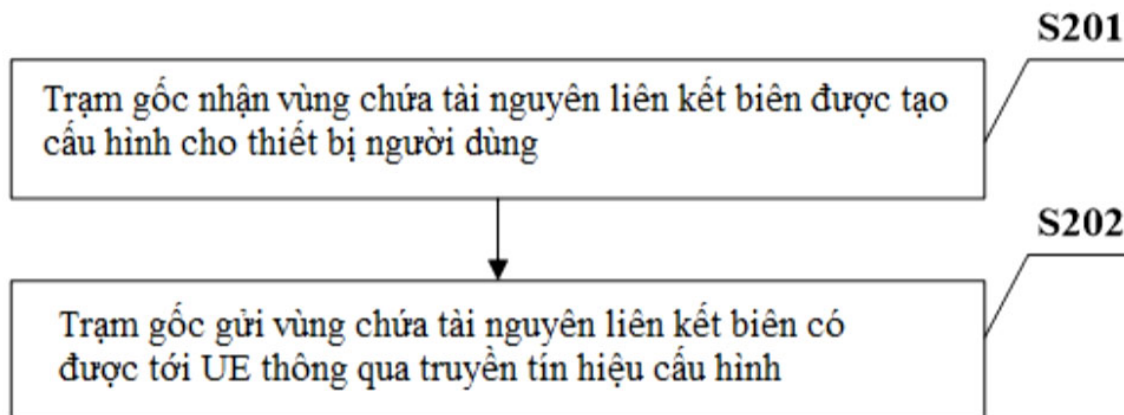 S201
Trạm gốc nhận vùng chứa tài nguyên liên kết biên được tạo
cấu hình cho thiết bị người dùng
S202
Trạm gốc gửi vùng chứa tài nguyên liên kết biên có
được tới UE thông qua truyền tín hiệu cấu hình